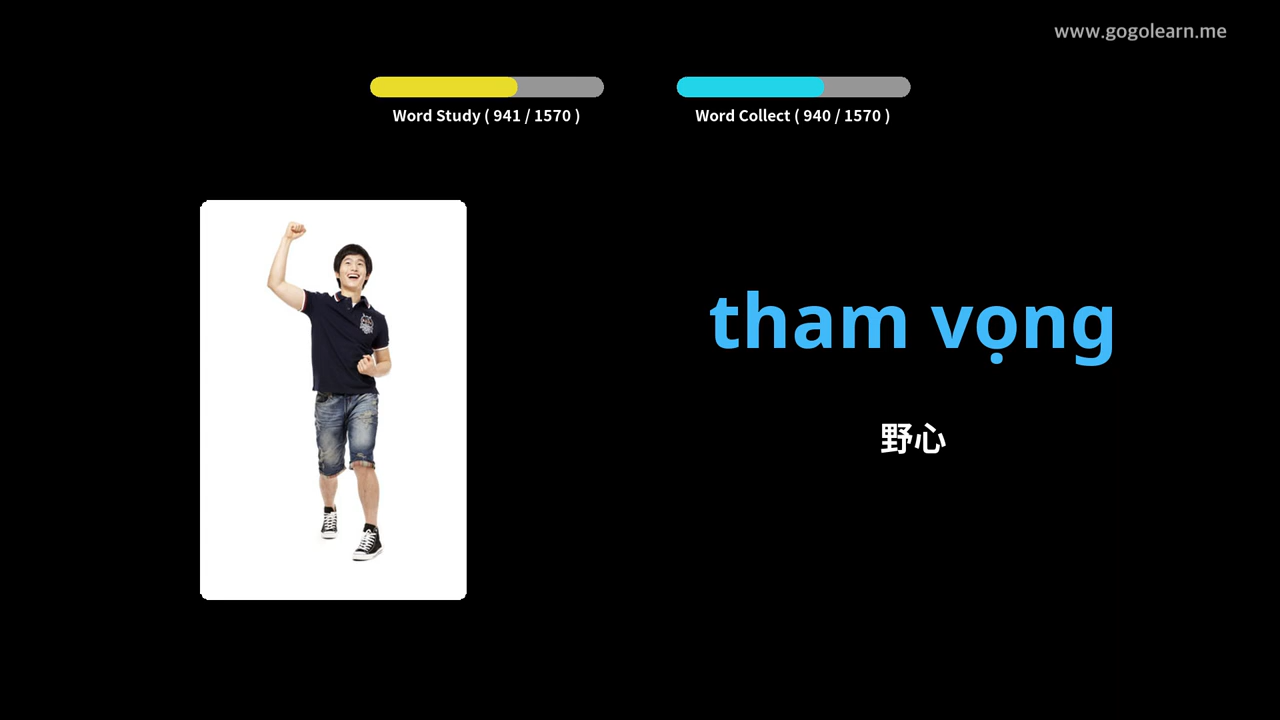 www.gogolearn.me
Word Study ( 941 / 1570 )
Word Collect ( 940 / 1570 )
tham vọng
野心